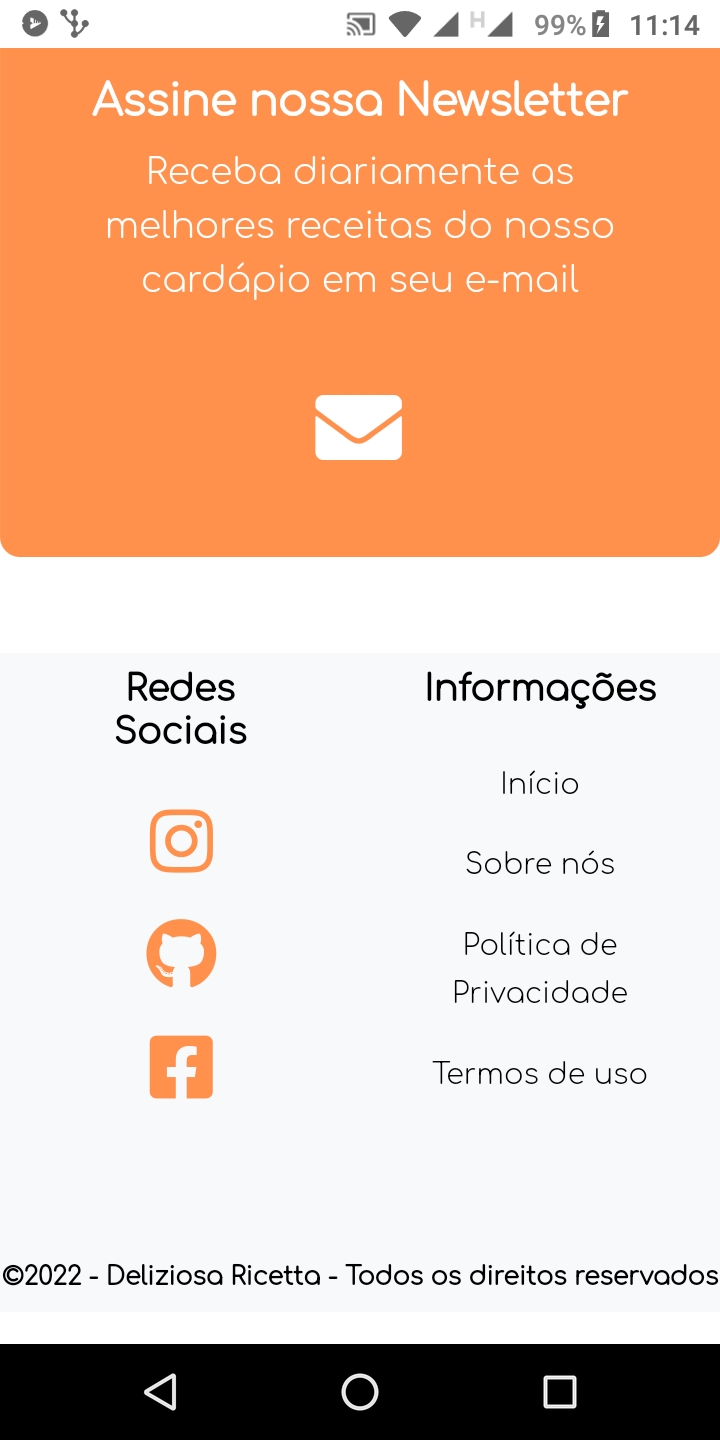 H 99% 11:14
Assine nossa Newsletter
Receba diariamente as
melhores receitas do nosso
cardápio em seu e-mail
Redes
Sociais
Informações
Início
Sobre nós
Política de
Privacidade
Termos de uso
©2022 - Deliziosa Ricetta - Todos os direitos reservados